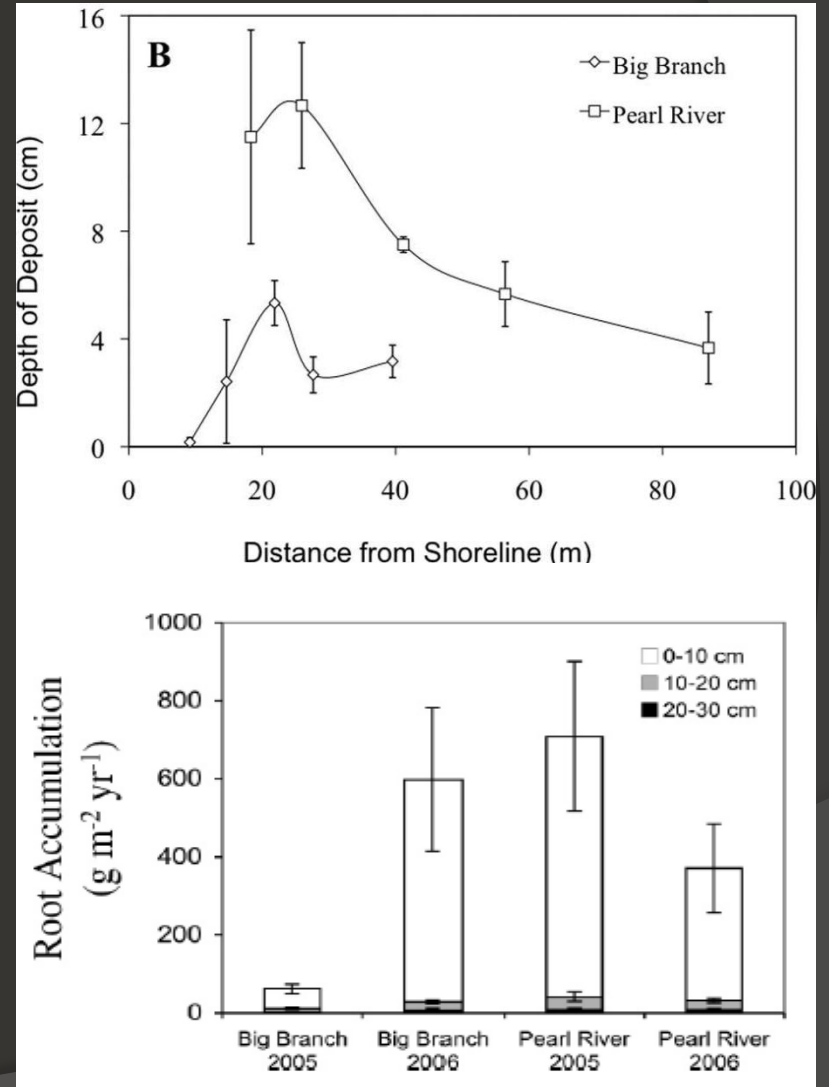 16
B
Big Branch
Pearl River
12
8
4
0
Depth of Deposit (cm)
0 20 40 60 80 100
Distance from Shoreline (m)
1000
0-10 cm
10-20 cm
20-30 cm
800
600
400
200
0
Root Accumulation
(g m⁻² yr⁻¹)
Big Branch Big Branch Pearl River Pearl River
2005 2006 2005 2006